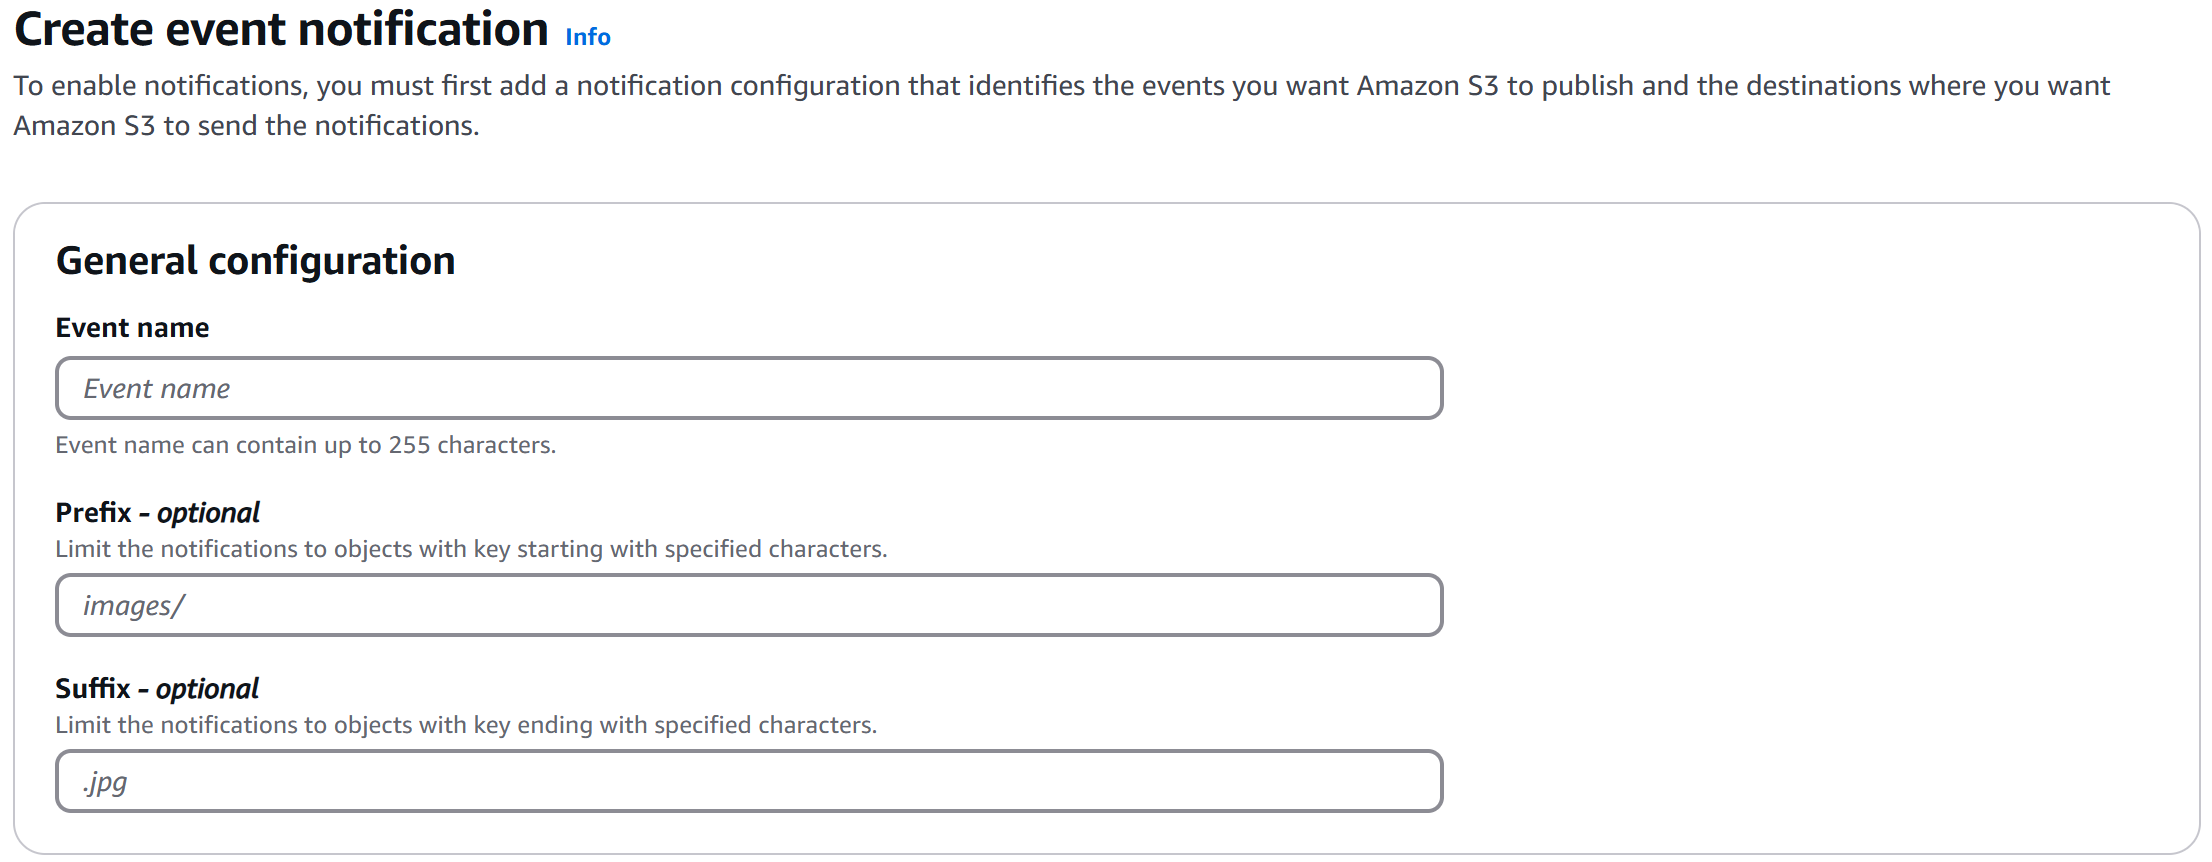 Create event notification Info
To enable notifications, you must first add a notification configuration that identifies the events you want Amazon S3 to publish and the destinations where you want
Amazon S3 to send the notifications.
General configuration
Event name
Event name
Event name can contain up to 255 characters.
Prefix - optional
Limit the notifications to objects with key starting with specified characters.
images/
Suffix - optional
Limit the notifications to objects with key ending with specified characters.
.jpg